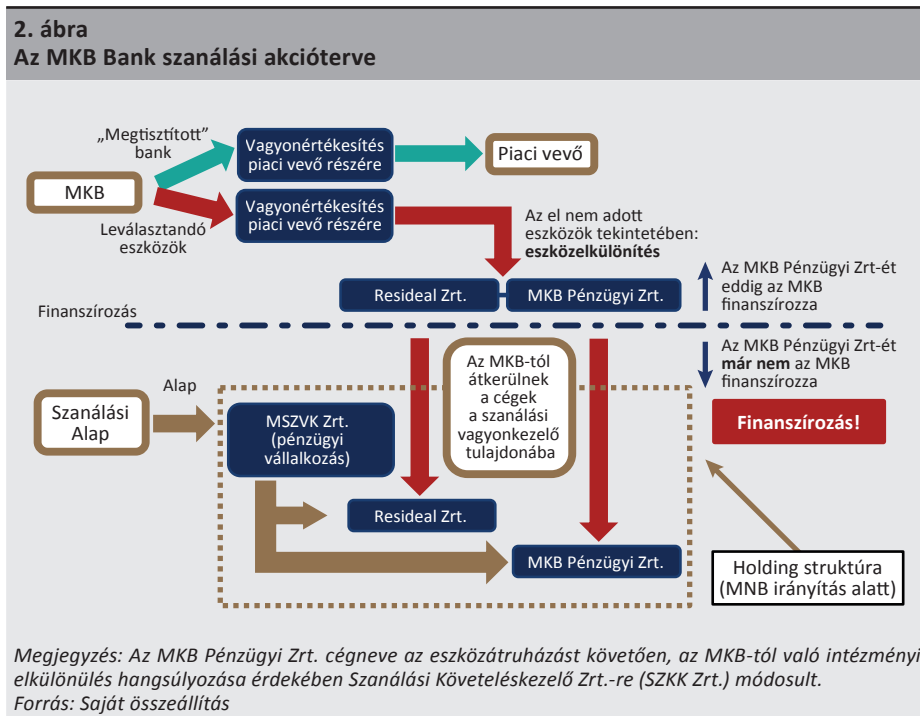 2. ábra
Az MKB Bank szanálási akcióterve
„Megtisztított”
bank
Vagyonértékesítés
piaci vevő részére
Piaci vevő
MKB
Vagyonértékesítés
piaci vevő részére
Leválasztandó
eszközök
Az el nem adott
eszközök tekintetében:
eszközelkülönítés
Resideal Zrt.
MKB Pénzügyi Zrt.
Az MKB Pénzügyi Zrt-ét
eddig az MKB
finanszírozza
Finanszírozás
Az MKB Pénzügyi Zrt-ét
már nem az MKB
finanszírozza
Szanálási
Alap
Alap
MSZVK Zrt.
(pénzügyi
vállalkozás)
Az MKB-tól
átkerülnek
a cégek
a szanálási
vagyonkezelő
tulajdonába
Finanszírozás!
Resideal Zrt.
MKB Pénzügyi Zrt.
Holding struktúra
(MNB irányítás alatt)
Megjegyzés: Az MKB Pénzügyi Zrt. cégneve az eszközátruházást követően, az MKB-tól való intézményi
elkülönülés hangsúlyozása érdekében Szanálási Követeléskezelő Zrt.-re (SZKK Zrt.) módosult.
Forrás: Saját összeállítás